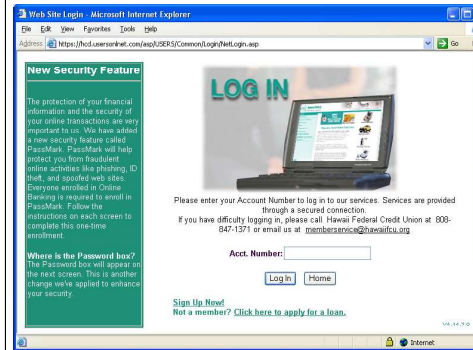 Web Site Login - Microsoft Internet Explorer
File Edit View Favorites Tools Help
Address https://hcd.usersonlnet.com/asp/USERS/Common/Login/NetLogin.asp Go
New Security Feature
The protection of your financial
information and the security of
your online transactions are very
important to us. We have added
a new security feature called
PassMark. PassMark will help
protect you from fraudulent
online activities like phishing, ID
theft, and spoofed web sites.
Everyone enrolled in Online
Banking is required to enroll in
PassMark. Follow the
instructions on each screen to
complete this one-time
enrollment.
Where is the Password box?
The Password box will appear on
the next screen. This is another
change we've applied to enhance
your security.
LOG IN
Please enter your Account Number to log in to our services. Services are provided
through a secured connection.
If you have difficulty logging in, please call. Hawaii Federal Credit Union at 808-
847-1371 or email us at memberservice@hawaiifcu.org
Acct. Number:
Log In Home
Sign Up Now!
Not a member? Click here to apply for a loan.
Internet